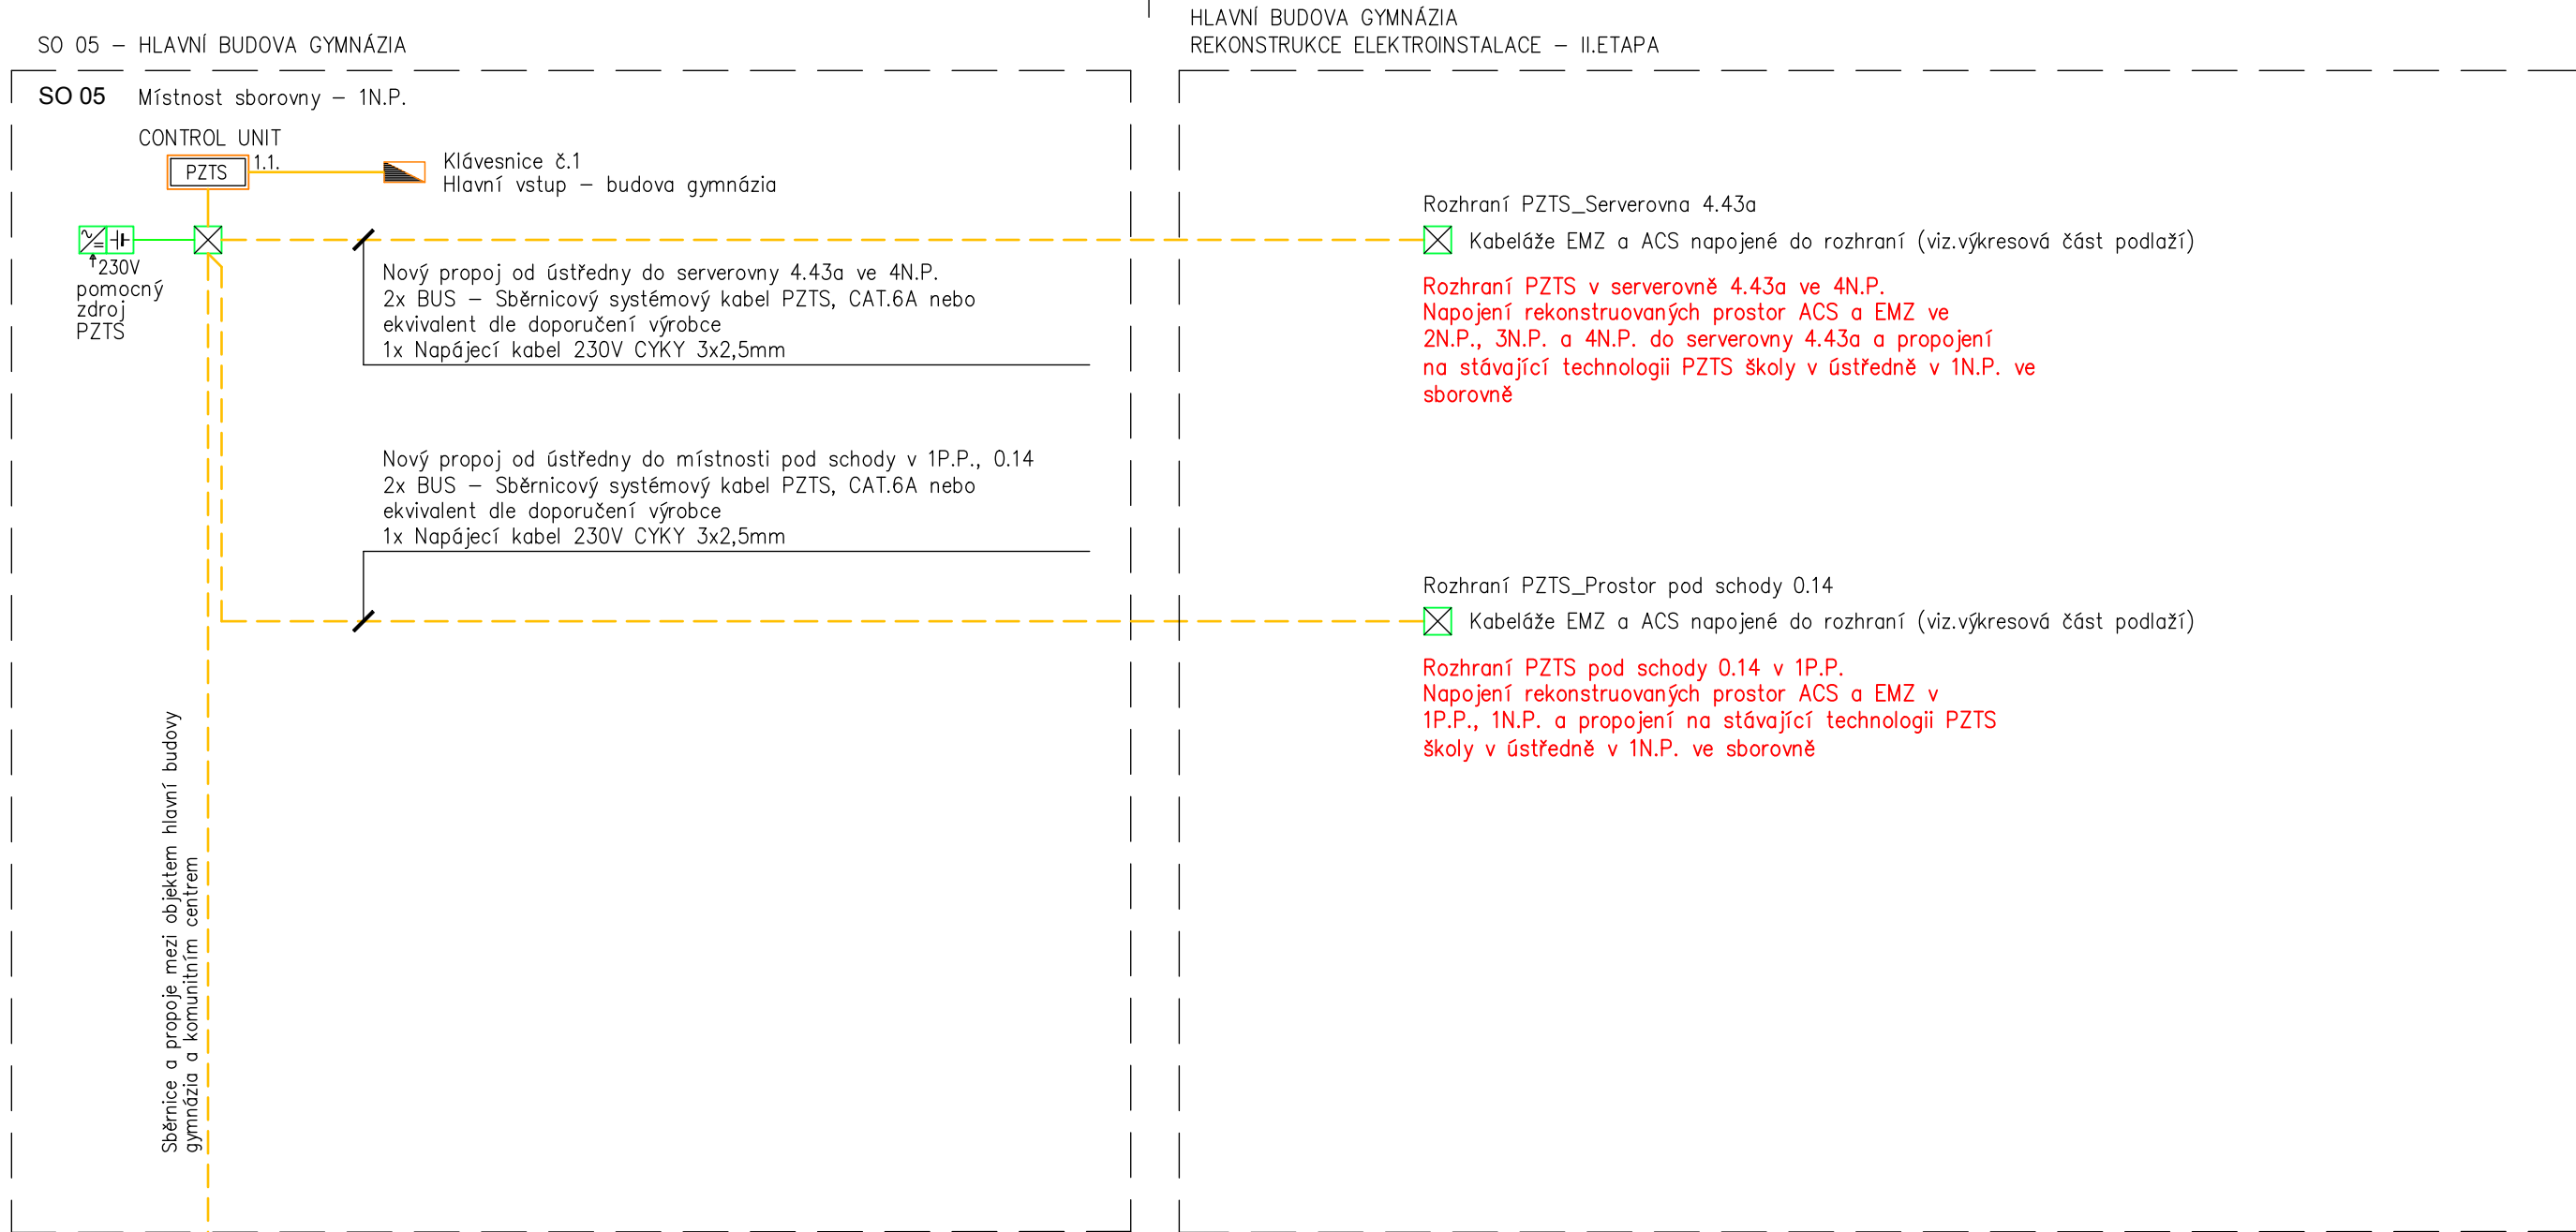 SO 05 – HLAVNÍ BUDOVA GYMNÁZIA
SO 05 Místnost sborovny – 1N.P.
CONTROL UNIT
PZTS
1.1.
Klávesnice č.1
Hlavní vstup – budova gymnázia
230V
pomocný
zdroj
PZTS
Nový propoj od ústředny do serverovny 4.43a ve 4N.P.
2x BUS – Sběrnicový systémový kabel PZTS, CAT.6A nebo
ekvivalent dle doporučení výrobce
1x Napájecí kabel 230V CYKY 3x2,5mm
Nový propoj od ústředny do místnosti pod schody v 1P.P., 0.14
2x BUS – Sběrnicový systémový kabel PZTS, CAT.6A nebo
ekvivalent dle doporučení výrobce
1x Napájecí kabel 230V CYKY 3x2,5mm
Sběrnice a propoje mezi objektem hlavní budovy
gymnázia a komunitním centrem
HLAVNÍ BUDOVA GYMNÁZIA
REKONSTRUKCE ELEKTROINSTALACE – II.ETAPA
Rozhraní PZTS_Serverovna 4.43a
Kabeláže EMZ a ACS napojené do rozhraní (viz.výkresová část podlaží)
Rozhraní PZTS v serverovně 4.43a ve 4N.P.
Napojení rekonstruovaných prostor ACS a EMZ ve
2N.P., 3N.P. a 4N.P. do serverovny 4.43a a propojení
na stávající technologii PZTS školy v ústředně v 1N.P. ve
sborovně
Rozhraní PZTS_Prostor pod schody 0.14
Kabeláže EMZ a ACS napojené do rozhraní (viz.výkresová část podlaží)
Rozhraní PZTS pod schody 0.14 v 1P.P.
Napojení rekonstruovaných prostor ACS a EMZ v
1P.P., 1N.P. a propojení na stávající technologii PZTS
školy v ústředně v 1N.P. ve sborovně